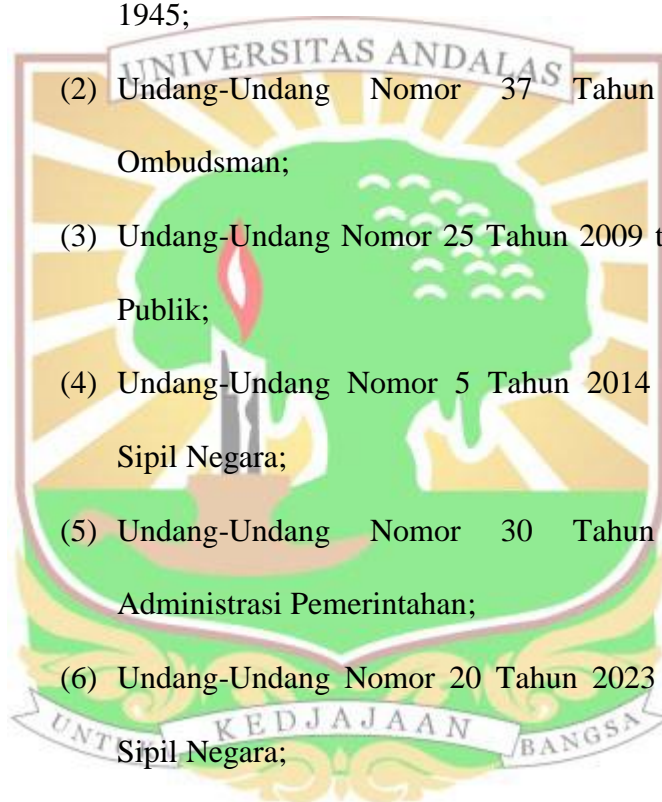 1945;
UNIVERSITAS ANDALAS
(2) Undang-Undang Nomor 37 Tahun
Ombudsman;
(3) Undang-Undang Nomor 25 Tahun 2009 t
Publik;
(4) Undang-Undang Nomor 5 Tahun 2014
Sipil Negara;
(5) Undang-Undang Nomor 30 Tahun
Administrasi Pemerintahan;
(6) Undang-Undang Nomor 20 Tahun 2023
UNTUK KEDJAJAAN BANGSA
Sipil Negara;